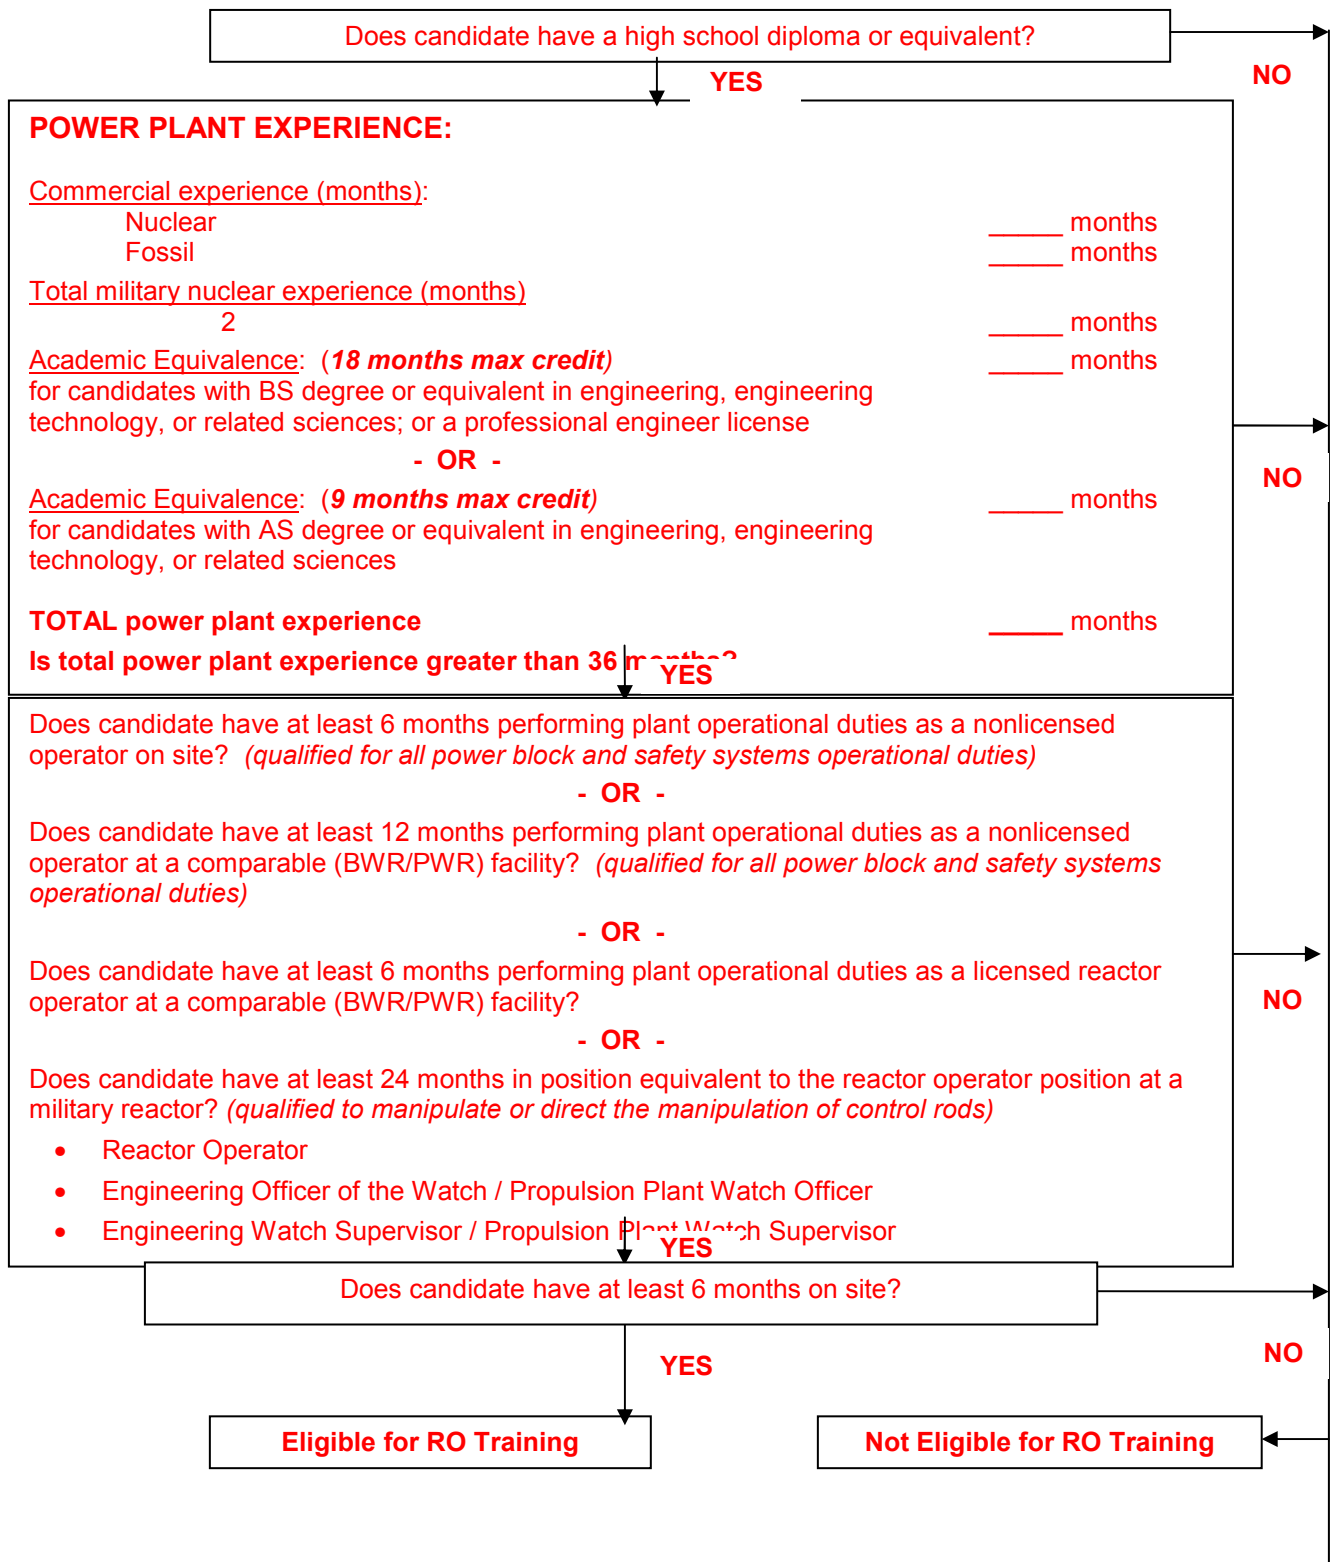 Does candidate have a high school diploma or equivalent?
NO
YES
POWER PLANT EXPERIENCE:
Commercial experience (months):
Nuclear _____ months
Fossil _____ months
Total military nuclear experience (months)
2 _____ months
Academic Equivalence: (18 months max credit) _____ months
for candidates with BS degree or equivalent in engineering, engineering
technology, or related sciences; or a professional engineer license
- OR -
NO
Academic Equivalence: (9 months max credit) _____ months
for candidates with AS degree or equivalent in engineering, engineering
technology, or related sciences
TOTAL power plant experience _____ months
Is total power plant experience greater than 36 months?
YES
Does candidate have at least 6 months performing plant operational duties as a nonlicensed
operator on site? (qualified for all power block and safety systems operational duties)
- OR -
Does candidate have at least 12 months performing plant operational duties as a nonlicensed
operator at a comparable (BWR/PWR) facility? (qualified for all power block and safety systems
operational duties)
- OR -
Does candidate have at least 6 months performing plant operational duties as a licensed reactor
operator at a comparable (BWR/PWR) facility?
NO
- OR -
Does candidate have at least 24 months in position equivalent to the reactor operator position at a
military reactor? (qualified to manipulate or direct the manipulation of control rods)
• Reactor Operator
• Engineering Officer of the Watch / Propulsion Plant Watch Officer
• Engineering Watch Supervisor / Propulsion Plant Watch Supervisor
YES
Does candidate have at least 6 months on site?
NO
YES
Eligible for RO Training
Not Eligible for RO Training